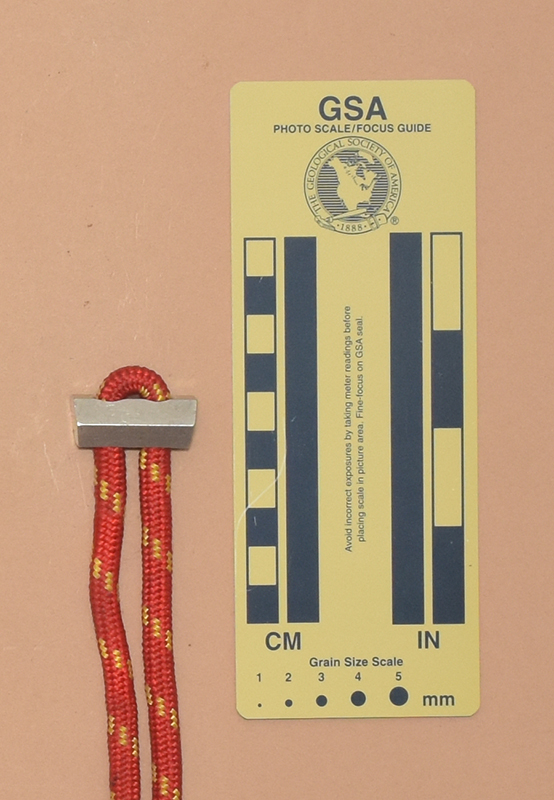 GSA
PHOTO SCALE/FOCUS GUIDE
THE GEOLOGICAL SOCIETY OF AMERICA
·1888·
®
Avoid incorrect exposures by taking meter readings before
placing scale in picture area. Fine-focus on GSA seal.
CM IN
Grain Size Scale
1 2 3 4 5
mm